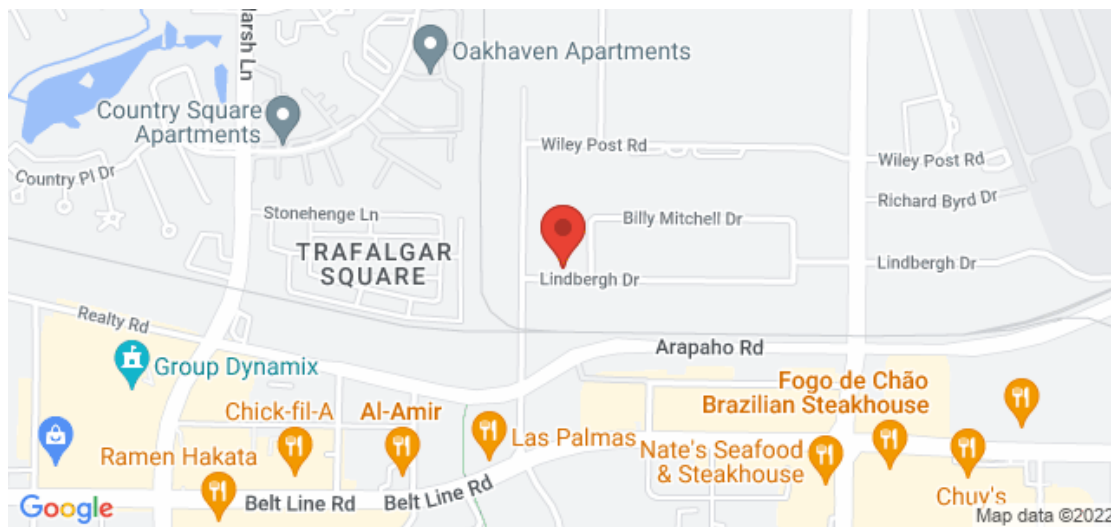 arsh Ln
Oakhaven Apartments
Country Square
Apartments
Wiley Post Rd
Wiley Post Rd
Country Pl Dr
Richard Byrd Dr
Stonehenge Ln
Billy Mitchell Dr
TRAFALGAR
SQUARE
Lindbergh Dr
Lindbergh Dr
Realty Rd
Arapaho Rd
Group Dynamix
Fogo de Chão
Brazilian Steakhouse
Chick-fil-A
Al-Amir
Las Palmas
Nate's Seafood
& Steakhouse
Ramen Hakata
Chuy's
Belt Line Rd
Belt Line Rd
Google
Map data ©2022